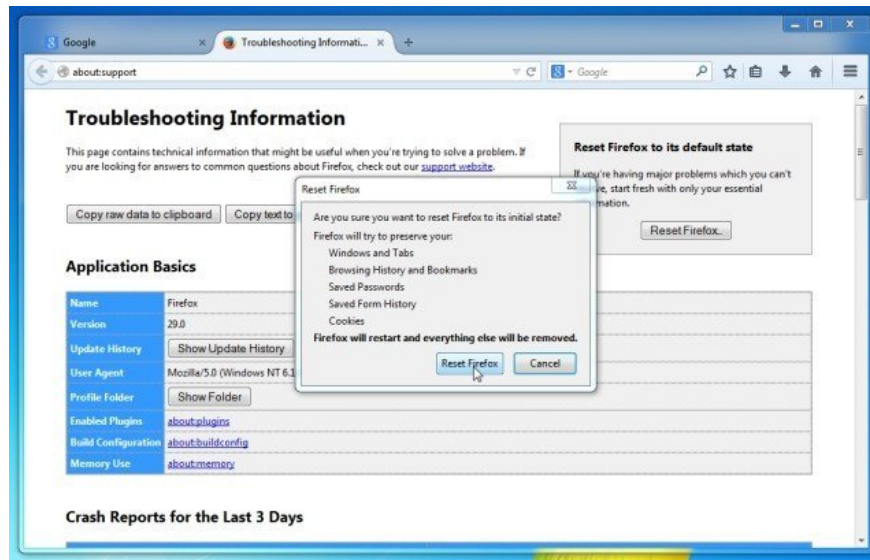 Google
Troubleshooting Informati...
about:support
Google
Troubleshooting Information
This page contains technical information that might be useful when you're trying to solve a problem. If
you are looking for answers to common questions about Firefox, check out our support website.
Copy raw data to clipboard
Copy text to
Reset Firefox to its default state
If you're having major problems which you can't
start fresh with only your essential
Reset Firefox...
Reset Firefox
Are you sure you want to reset Firefox to its initial state?
Firefox will try to preserve your:
Windows and Tabs
Browsing History and Bookmarks
Saved Passwords
Saved Form History
Cookies
Firefox will restart and everything else will be removed.
Reset Firefox
Cancel
Application Basics
Name Firefox
Version 29.0
Update History Show Update History
User Agent Mozilla/5.0 (Windows NT 6.1
Profile Folder Show Folder
Enabled Plugins about:plugins
Build Configuration about:buildconfig
Memory Use about:memory
Crash Reports for the Last 3 Days